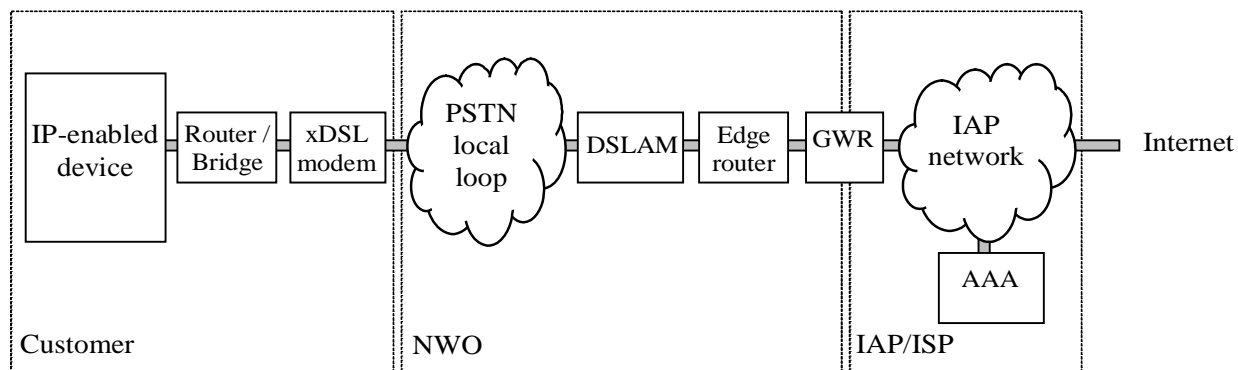 IP-enabled
device
Router /
Bridge
xDSL
modem
PSTN
local
loop
DSLAM
Edge
router
GWR
IAP
network
Internet
AAA
Customer
NWO
IAP/ISP